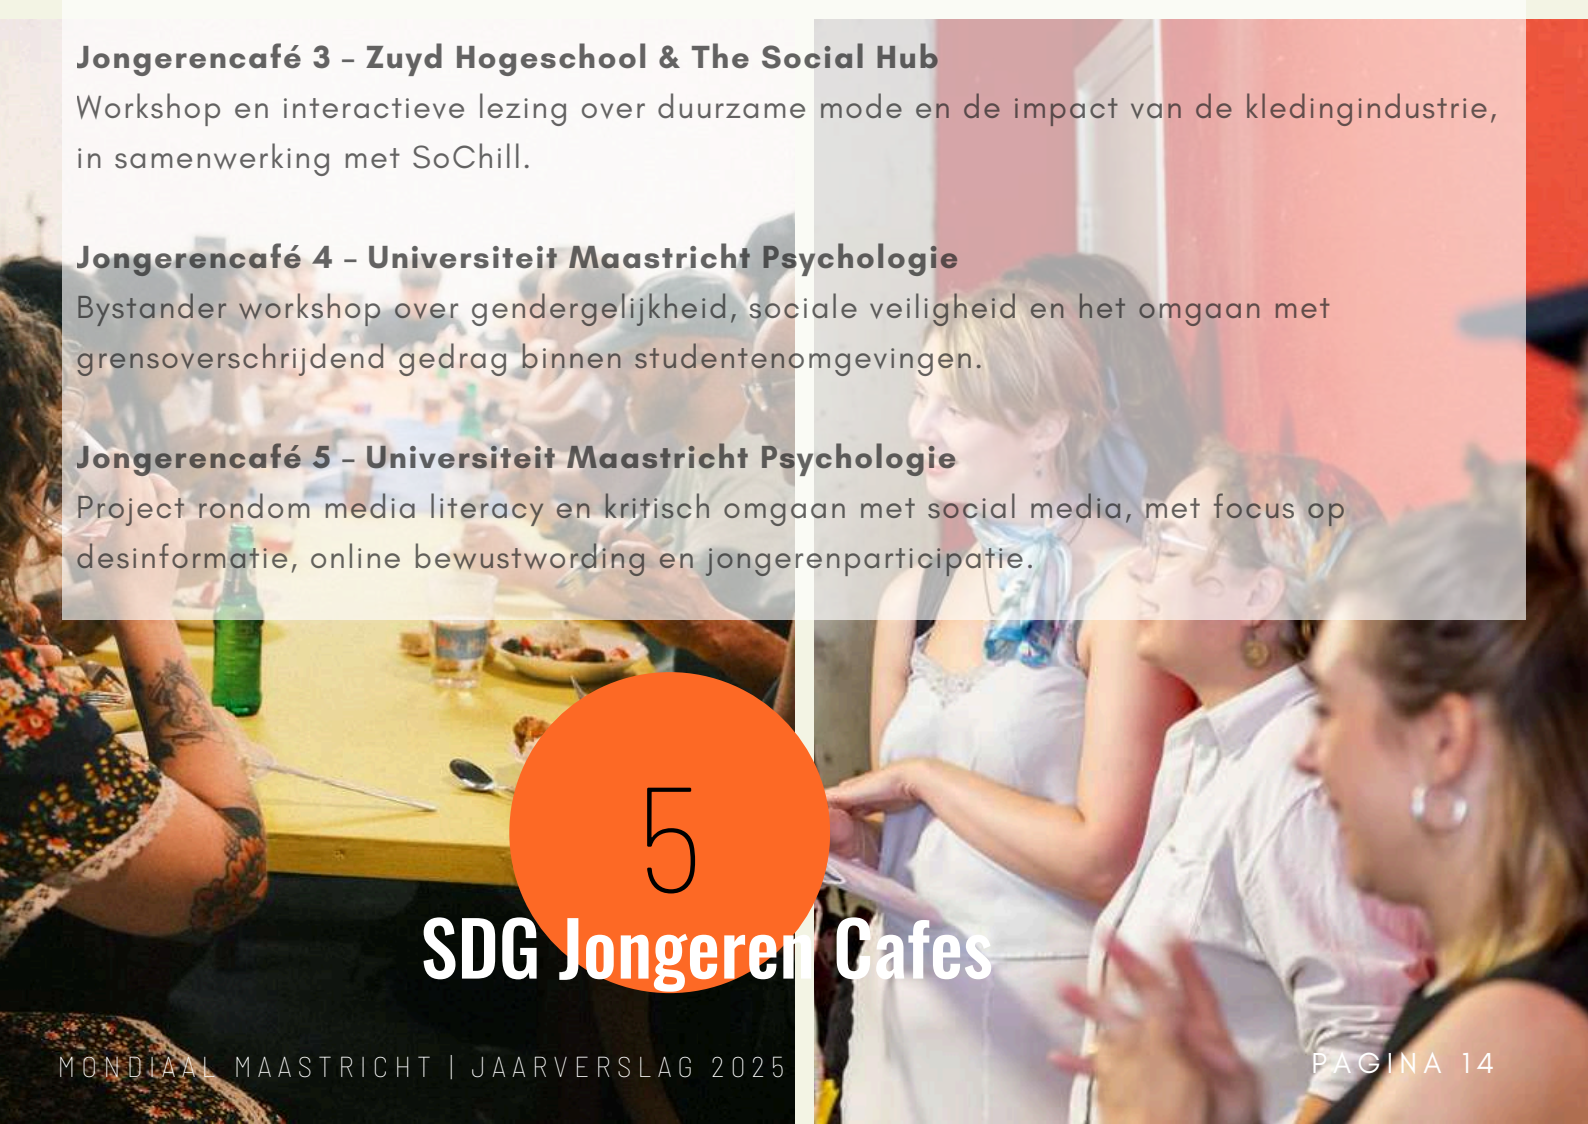 Jongerencafé 3 – Zuyd Hogeschool & The Social Hub
Workshop en interactieve lezing over duurzame mode en de impact van de kledingindustrie,
in samenwerking met SoChill.
Jongerencafé 4 – Universiteit Maastricht Psychologie
Bystander workshop over gendergelijkheid, sociale veiligheid en het omgaan met
grensoverschrijdend gedrag binnen studentenomgevingen.
Jongerencafé 5 – Universiteit Maastricht Psychologie
Project rondom media literacy en kritisch omgaan met social media, met focus op
desinformatie, online bewustwording en jongerenparticipatie.
5
SDG Jongeren Cafes
MONDIAAL MAASTRICHT | JAARVERSLAG 2025
PAGINA 14